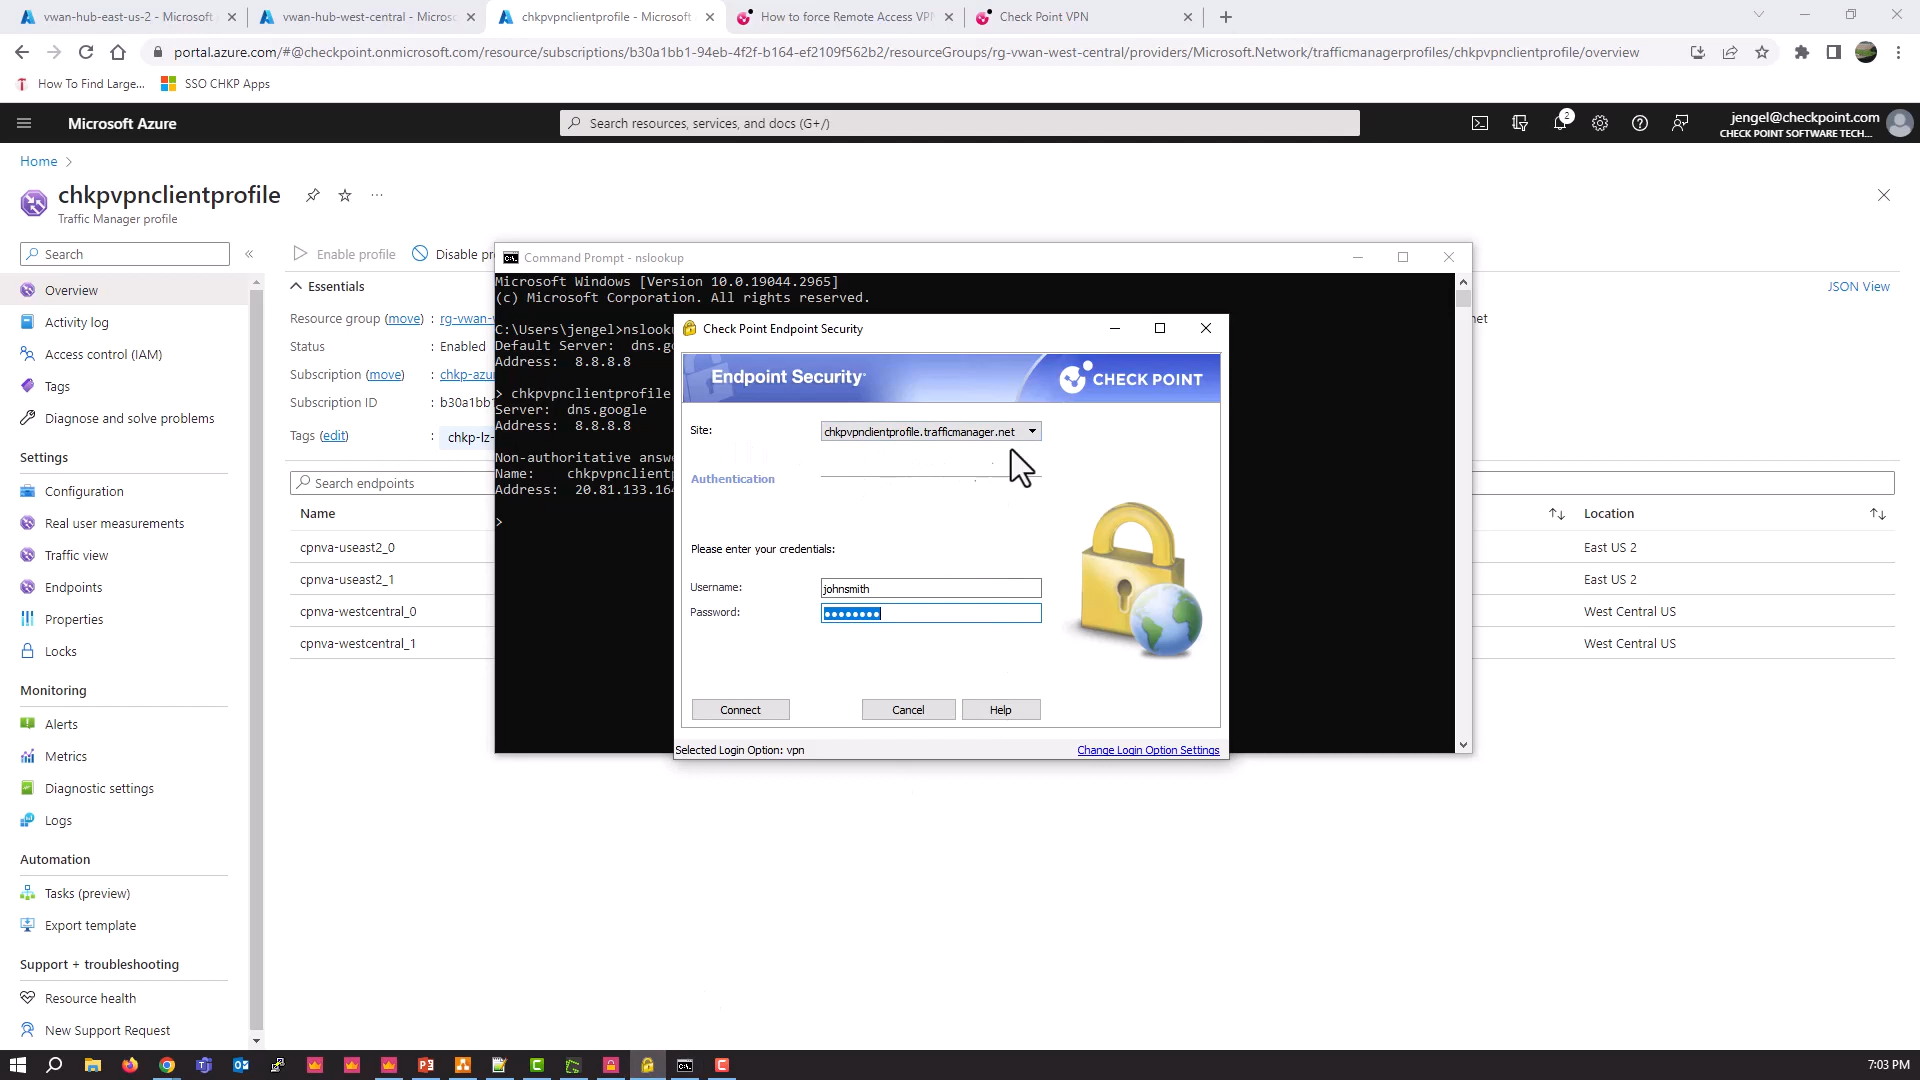 vwan-hub-east-us-2 - Microsoft
vwan-hub-west-central - Microso
chkpvpnclientprofile - Microsoft
How to force Remote Access VPN
Check Point VPN
portal.azure.com/#@checkpoint.onmicrosoft.com/resource/subscriptions/b30a1bb1-94eb-4f2f-b164-ef2109f562b2/resourceGroups/rg-vwan-west-central/providers/Microsoft.Network/trafficmanagerprofiles/chkpvpnclientprofile/overview
How To Find Large...
SSO CHKP Apps
Microsoft Azure
Search resources, services, and docs (G+/)
2
jengel@checkpoint.com
CHECK POINT SOFTWARE TECH...
Home
chkpvpnclientprofile
Traffic Manager profile
Search
Enable profile
Disable pr
Overview
Activity log
Access control (IAM)
Tags
Diagnose and solve problems
Settings
Configuration
Real user measurements
Traffic view
Endpoints
Properties
Locks
Monitoring
Alerts
Metrics
Diagnostic settings
Logs
Automation
Tasks (preview)
Export template
Support + troubleshooting
Resource health
New Support Request
Essentials
JSON View
Resource group (move) : rg-vwan-w
Status : Enabled
Subscription (move) : chkp-azu
Subscription ID : b30a1bb1
Tags (edit) : chkp-lz-
net
Search endpoints
Name
Location
cpnva-useast2_0
East US 2
cpnva-useast2_1
East US 2
cpnva-westcentral_0
West Central US
cpnva-westcentral_1
West Central US
Command Prompt - nslookup
Microsoft Windows [Version 10.0.19044.2965]
(c) Microsoft Corporation. All rights reserved.
C:\Users\jengel>nslooku
Default Server: dns.go
Address: 8.8.8.8
> chkpvpnclientprofile
Server: dns.google
Address: 8.8.8.8
Non-authoritative answe
Name: chkpvpnclientp
Address: 20.81.133.164
>
Check Point Endpoint Security
Endpoint Security
CHECK POINT
Site:
chkpvpnclientprofile.trafficmanager.net
Authentication
Please enter your credentials:
Username:
johnsmith
Password:
Connect
Cancel
Help
Selected Login Option: vpn
Change Login Option Settings
7:03 PM